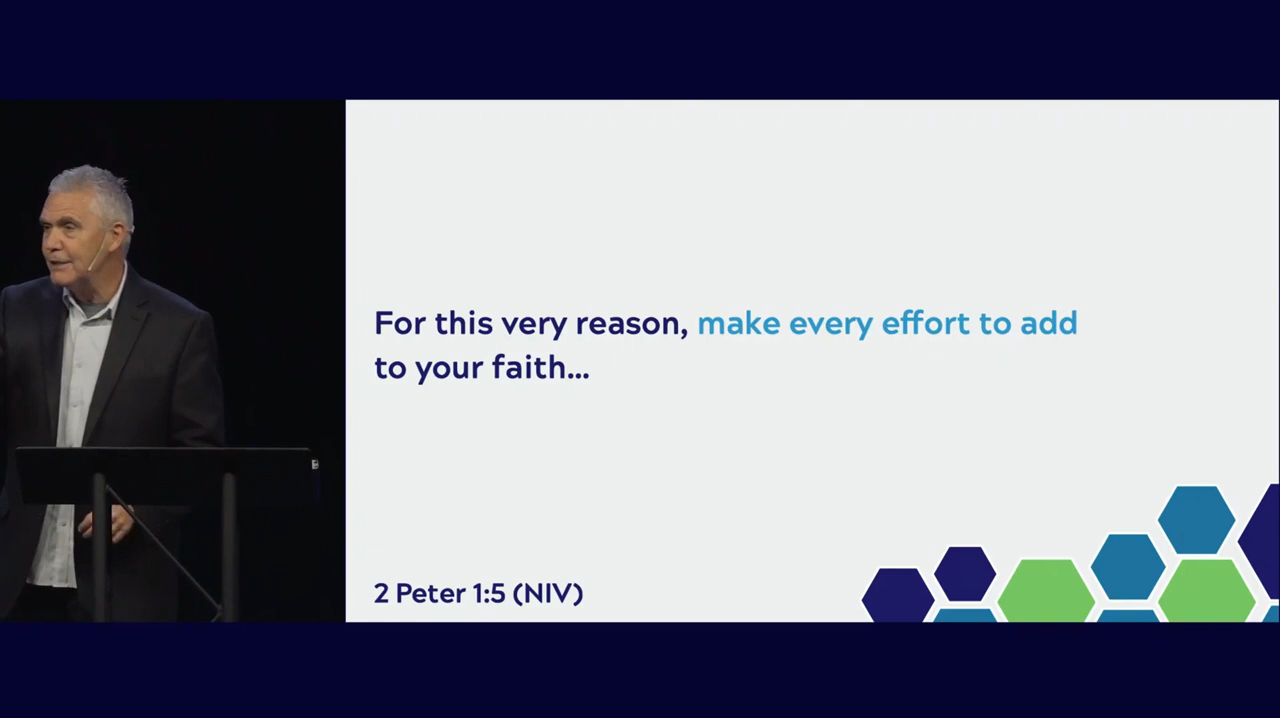 For this very reason, make every effort to add
to your faith...
2 Peter 1:5 (NIV)